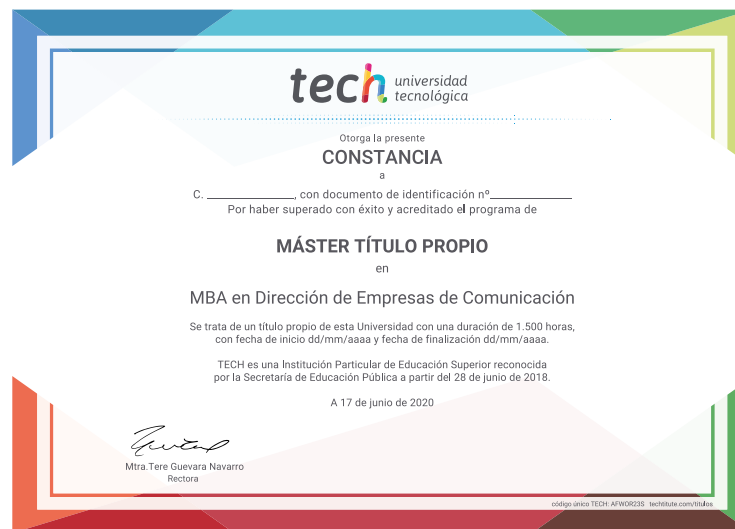 tech universidad
tecnológica
Otorga la presente
CONSTANCIA
a
C. ______________, con documento de identificación nº______________
Por haber superado con éxito y acreditado el programa de
MÁSTER TÍTULO PROPIO
en
MBA en Dirección de Empresas de Comunicación
Se trata de un título propio de esta Universidad con una duración de 1.500 horas,
con fecha de inicio dd/mm/aaaa y fecha de finalización dd/mm/aaaa.
TECH es una Institución Particular de Educación Superior reconocida
por la Secretaría de Educación Pública a partir del 28 de junio de 2018.
A 17 de junio de 2020
Mtra.Tere Guevara Navarro
Rectora
código único TECH: AFWOR23S techtitute.com/titulos